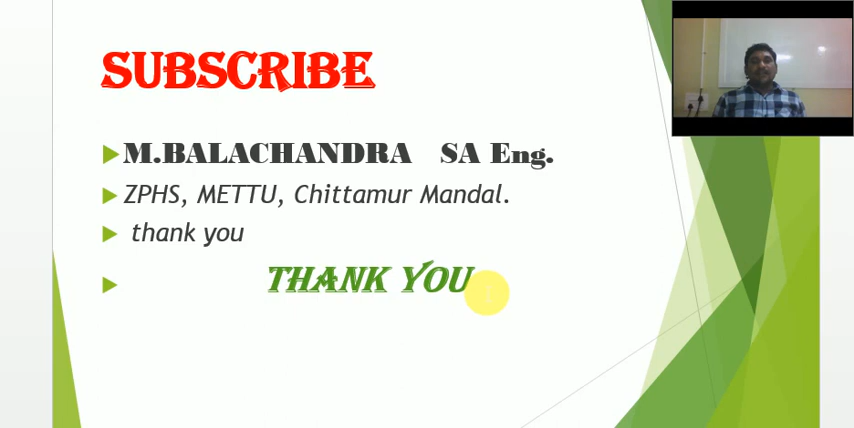 SUBSCRIBE
M.BALACHANDRA SA Eng.
ZPHS, METTU, Chittamur Mandal.
thank you
THANK YOU